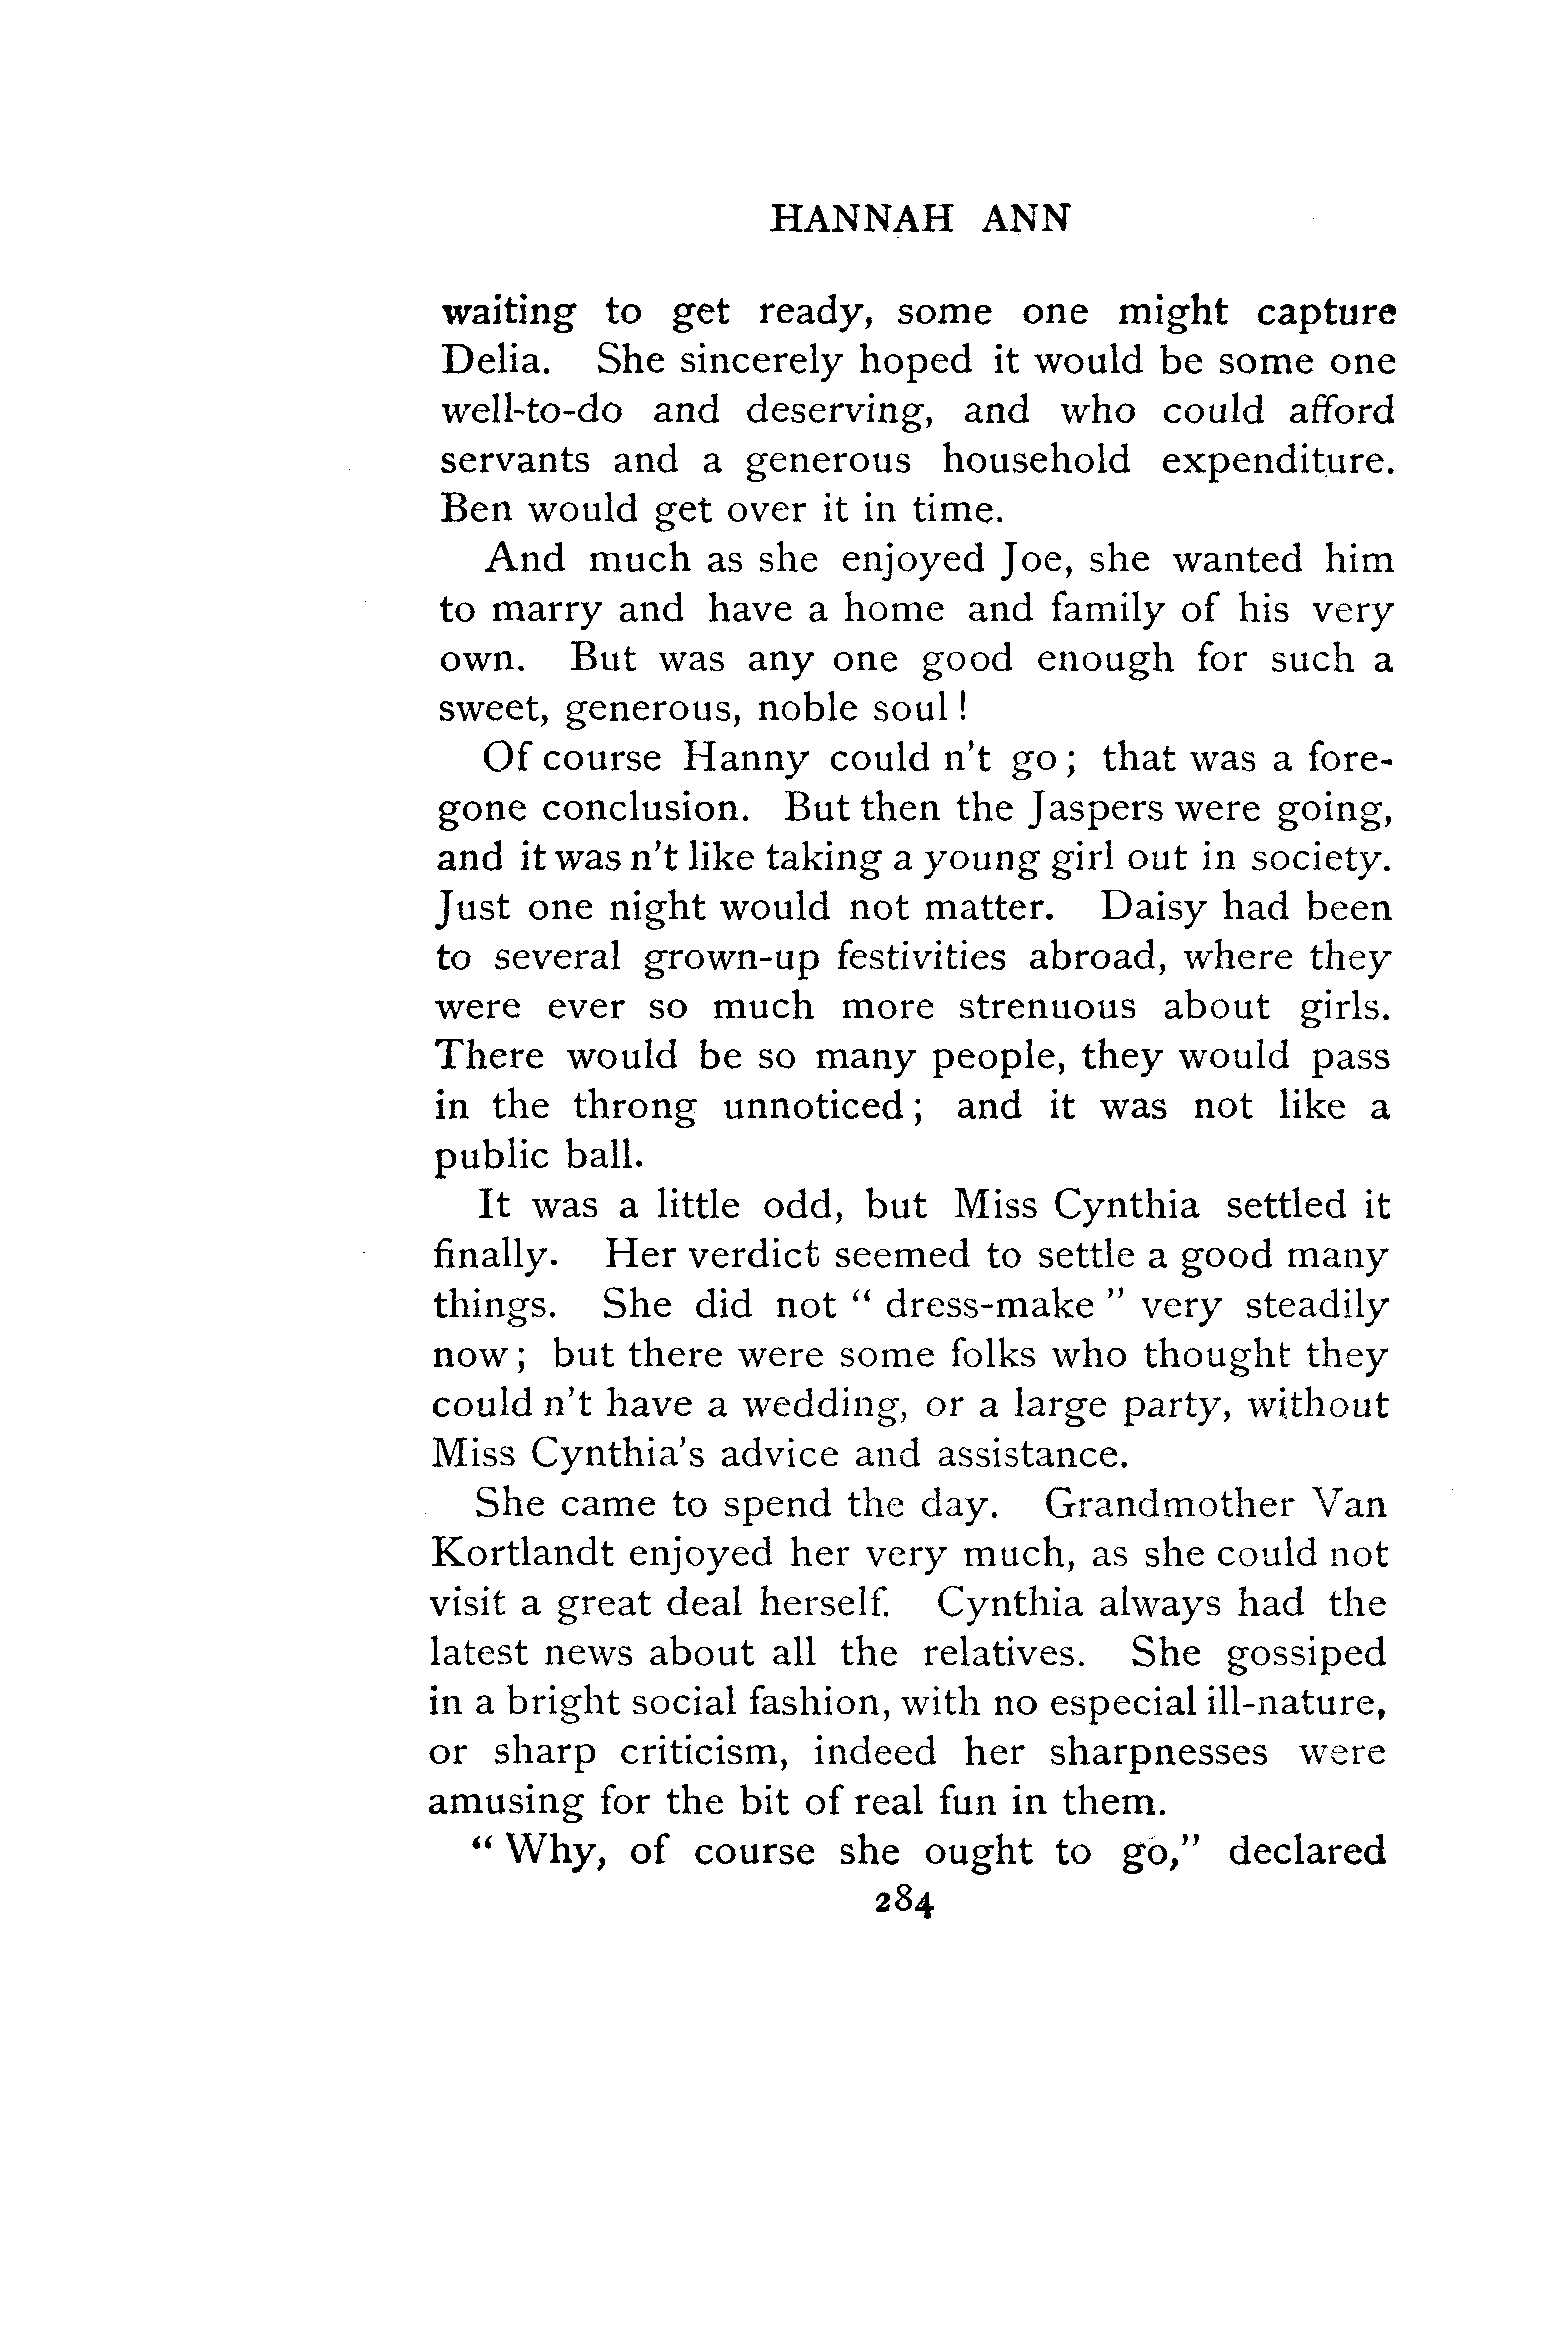 HANNAH ANN
waiting to get ready, some one might capture
Delia. She sincerely hoped it would be some one
well-to-do and deserving, and who could afford
servants and a generous household expenditure.
Ben would get over it in time.
And much as she enjoyed Joe, she wanted him
to marry and have a home and family of his very
own. But was any one good enough for such a
sweet, generous, noble soul!
Of course Hanny could n't go; that was a fore-
gone conclusion. But then the Jaspers were going,
and it was n't like taking a young girl out in society.
Just one night would not matter. Daisy had been
to several grown-up festivities abroad, where they
were ever so much more strenuous about girls.
There would be so many people, they would pass
in the throng unnoticed; and it was not like a
public ball.
It was a little odd, but Miss Cynthia settled it
finally. Her verdict seemed to settle a good many
things. She did not “ dress-make ” very steadily
now; but there were some folks who thought they
could n't have a wedding, or a large party, without
Miss Cynthia's advice and assistance.
She came to spend the day. Grandmother Van
Kortlandt enjoyed her very much, as she could not
visit a great deal herself. Cynthia always had the
latest news about all the relatives. She gossiped
in a bright social fashion, with no especial ill-nature,
or sharp criticism, indeed her sharpnesses were
amusing for the bit of real fun in them.
“ Why, of course she ought to go,” declared
284